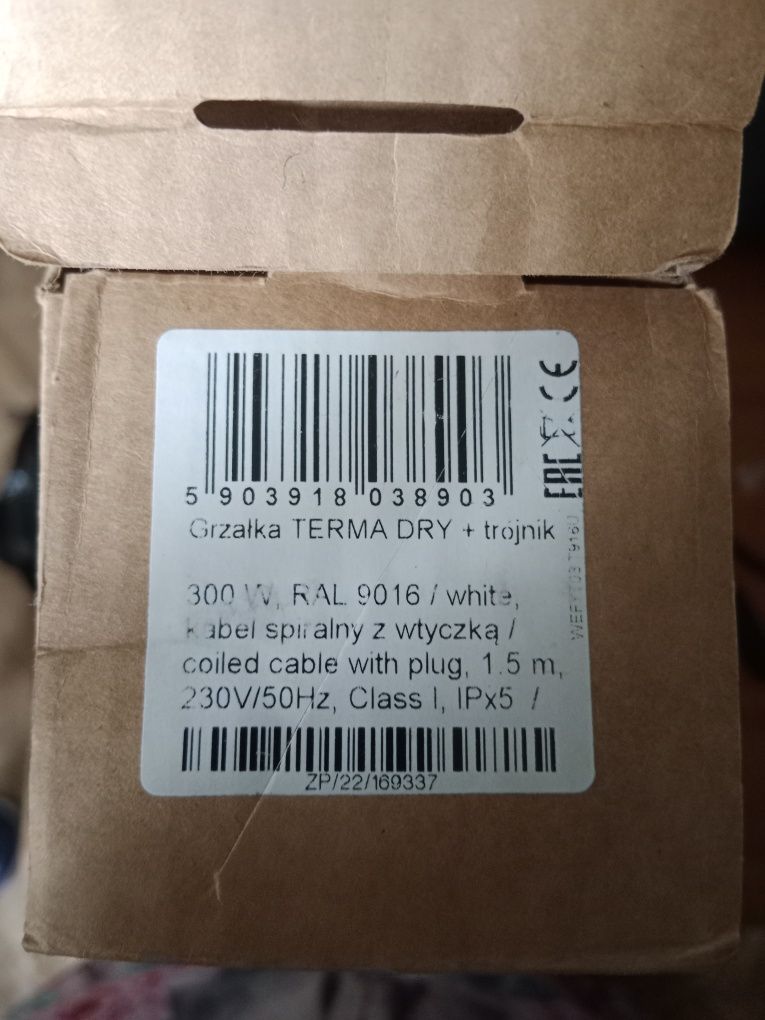 5 903918 038903
Grzałka TERMA DRY + trójnik
300 W, RAL 9016 / white,
kabel spiralny z wtyczką /
coiled cable with plug, 1.5 m,
230V/50Hz, Class I, IPx5 /
ZP/22/169337
CE
EAC